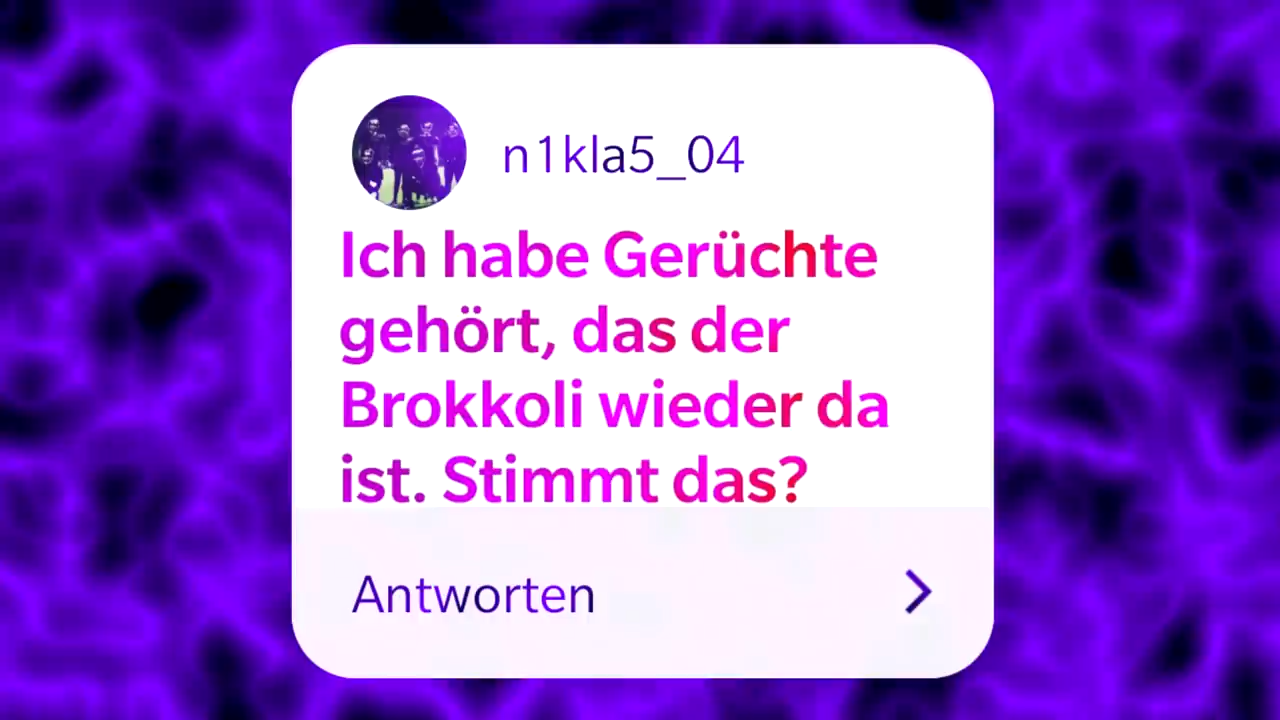 n1kla5_04
Ich habe Gerüchte
gehört, das der
Brokkoli wieder da
ist. Stimmt das?
Antworten